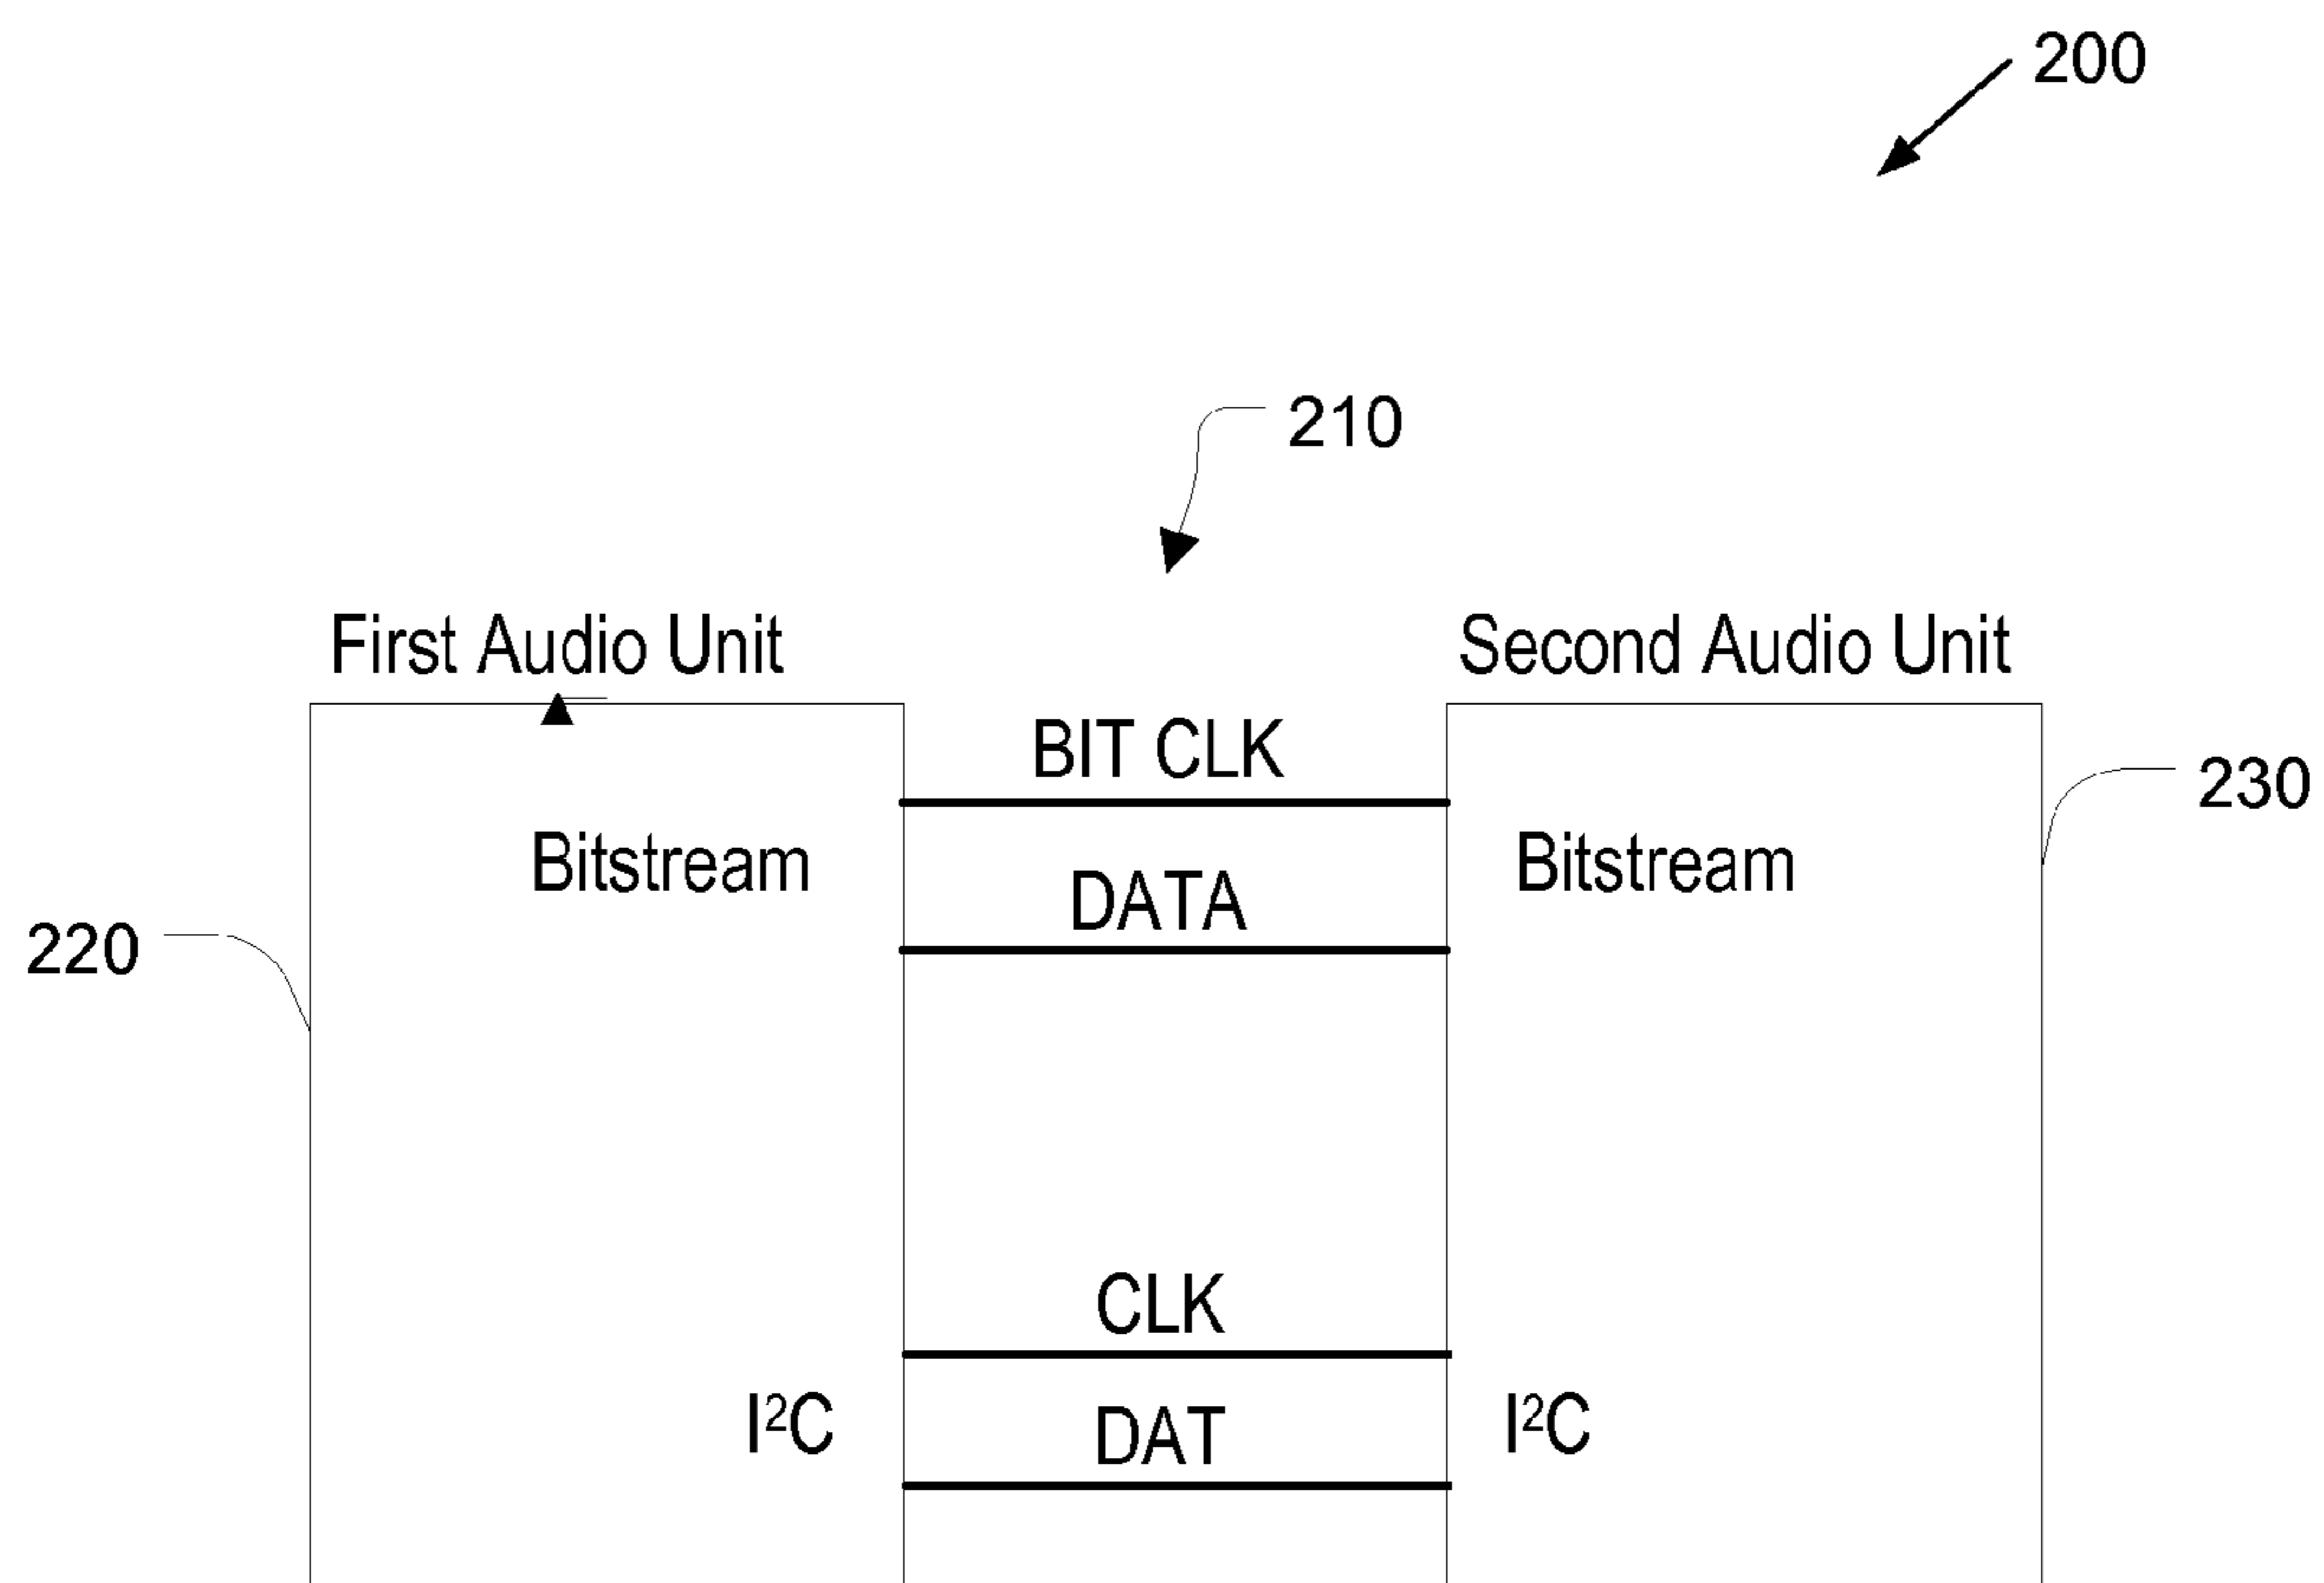 200
210
First Audio Unit
Second Audio Unit
BIT CLK
230
Bitstream
DATA
Bitstream
220
CLK
I²C
DAT
I²C